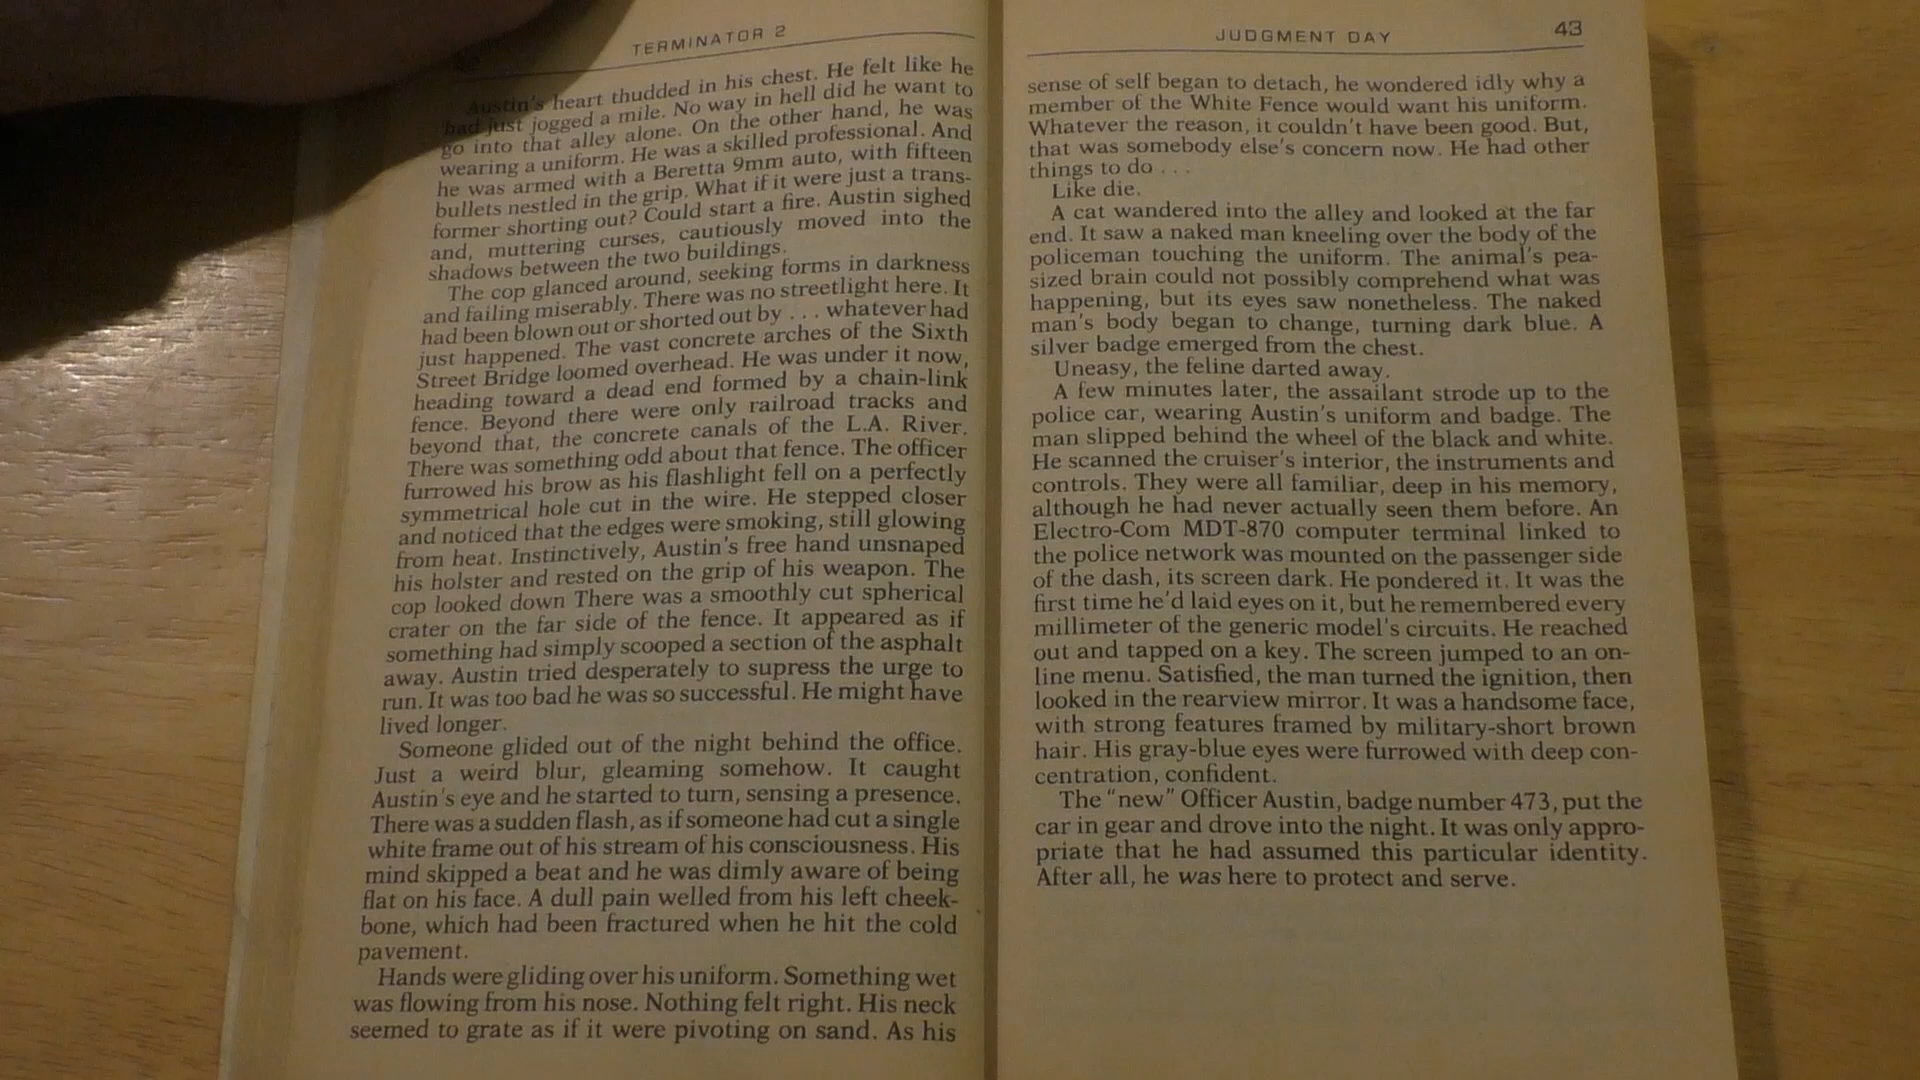 TERMINATOR 2
Austin's heart thudded in his chest. He felt like he
had just jogged a mile. No way in hell did he want to
go into that alley alone. On the other hand, he was
wearing a uniform. He was a skilled professional. And
he was armed with a Beretta 9mm auto, with fifteen
bullets nestled in the grip. What if it were just a trans-
former shorting out? Could start a fire. Austin sighed
and, muttering curses, cautiously moved into the
shadows between the two buildings.
The cop glanced around, seeking forms in darkness
and failing miserably. There was no streetlight here. It
had been blown out or shorted out by . . . whatever had
just happened. The vast concrete arches of the Sixth
Street Bridge loomed overhead. He was under it now,
heading toward a dead end formed by a chain-link
fence. Beyond there were only railroad tracks and
beyond that, the concrete canals of the L.A. River.
There was something odd about that fence. The officer
furrowed his brow as his flashlight fell on a perfectly
symmetrical hole cut in the wire. He stepped closer
and noticed that the edges were smoking, still glowing
from heat. Instinctively, Austin's free hand unsnaped
his holster and rested on the grip of his weapon. The
cop looked down There was a smoothly cut spherical
crater on the far side of the fence. It appeared as if
something had simply scooped a section of the asphalt
away. Austin tried desperately to supress the urge to
run. It was too bad he was so successful. He might have
lived longer.
Someone glided out of the night behind the office.
Just a weird blur, gleaming somehow. It caught
Austin's eye and he started to turn, sensing a presence.
There was a sudden flash, as if someone had cut a single
white frame out of his stream of his consciousness. His
mind skipped a beat and he was dimly aware of being
flat on his face. A dull pain welled from his left cheek-
bone, which had been fractured when he hit the cold
pavement.
Hands were gliding over his uniform. Something wet
was flowing from his nose. Nothing felt right. His neck
seemed to grate as if it were pivoting on sand. As his
JUDGMENT DAY 43
sense of self began to detach, he wondered idly why a
member of the White Fence would want his uniform.
Whatever the reason, it couldn't have been good. But,
that was somebody else's concern now. He had other
things to do . . .
Like die.
A cat wandered into the alley and looked at the far
end. It saw a naked man kneeling over the body of the
policeman touching the uniform. The animal's pea-
sized brain could not possibly comprehend what was
happening, but its eyes saw nonetheless. The naked
man's body began to change, turning dark blue. A
silver badge emerged from the chest.
Uneasy, the feline darted away.
A few minutes later, the assailant strode up to the
police car, wearing Austin's uniform and badge. The
man slipped behind the wheel of the black and white.
He scanned the cruiser's interior, the instruments and
controls. They were all familiar, deep in his memory,
although he had never actually seen them before. An
Electro-Com MDT-870 computer terminal linked to
the police network was mounted on the passenger side
of the dash, its screen dark. He pondered it. It was the
first time he'd laid eyes on it, but he remembered every
millimeter of the generic model's circuits. He reached
out and tapped on a key. The screen jumped to an on-
line menu. Satisfied, the man turned the ignition, then
looked in the rearview mirror. It was a handsome face,
with strong features framed by military-short brown
hair. His gray-blue eyes were furrowed with deep con-
centration, confident.
The "new" Officer Austin, badge number 473, put the
car in gear and drove into the night. It was only appro-
priate that he had assumed this particular identity.
After all, he was here to protect and serve.